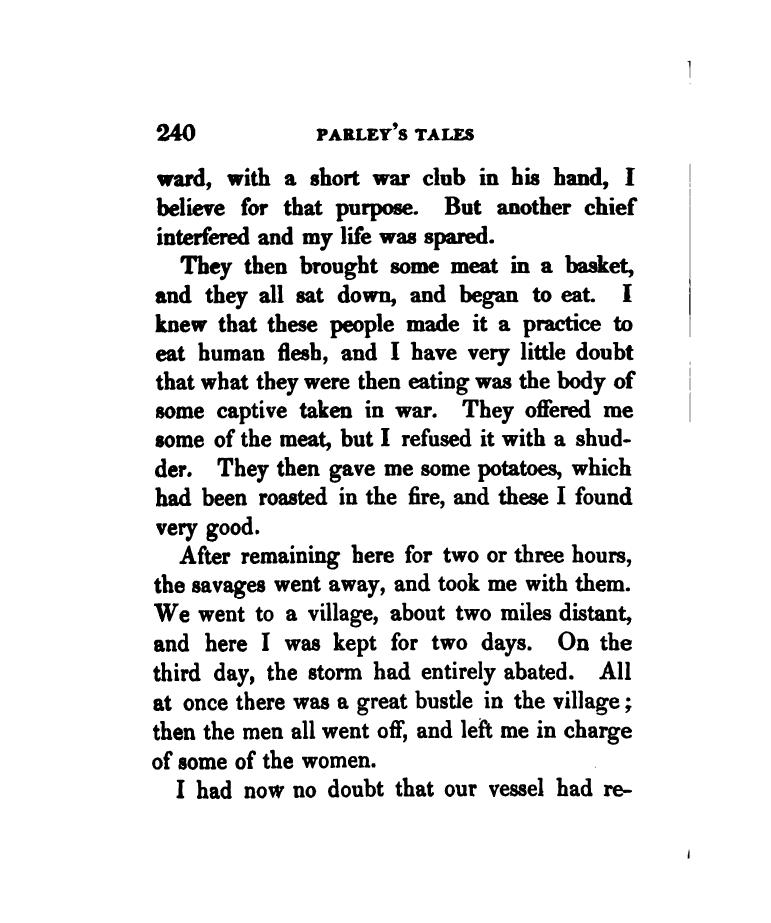 240 PARLEY'S TALES
ward, with a short war club in his hand, I
believe for that purpose. But another chief
interfered and my life was spared.
They then brought some meat in a basket,
and they all sat down, and began to eat. I
knew that these people made it a practice to
eat human flesh, and I have very little doubt
that what they were then eating was the body of
some captive taken in war. They offered me
some of the meat, but I refused it with a shud-
der. They then gave me some potatoes, which
had been roasted in the fire, and these I found
very good.
After remaining here for two or three hours,
the savages went away, and took me with them.
We went to a village, about two miles distant,
and here I was kept for two days. On the
third day, the storm had entirely abated. All
at once there was a great bustle in the village;
then the men all went off, and left me in charge
of some of the women.
I had now no doubt that our vessel had re-